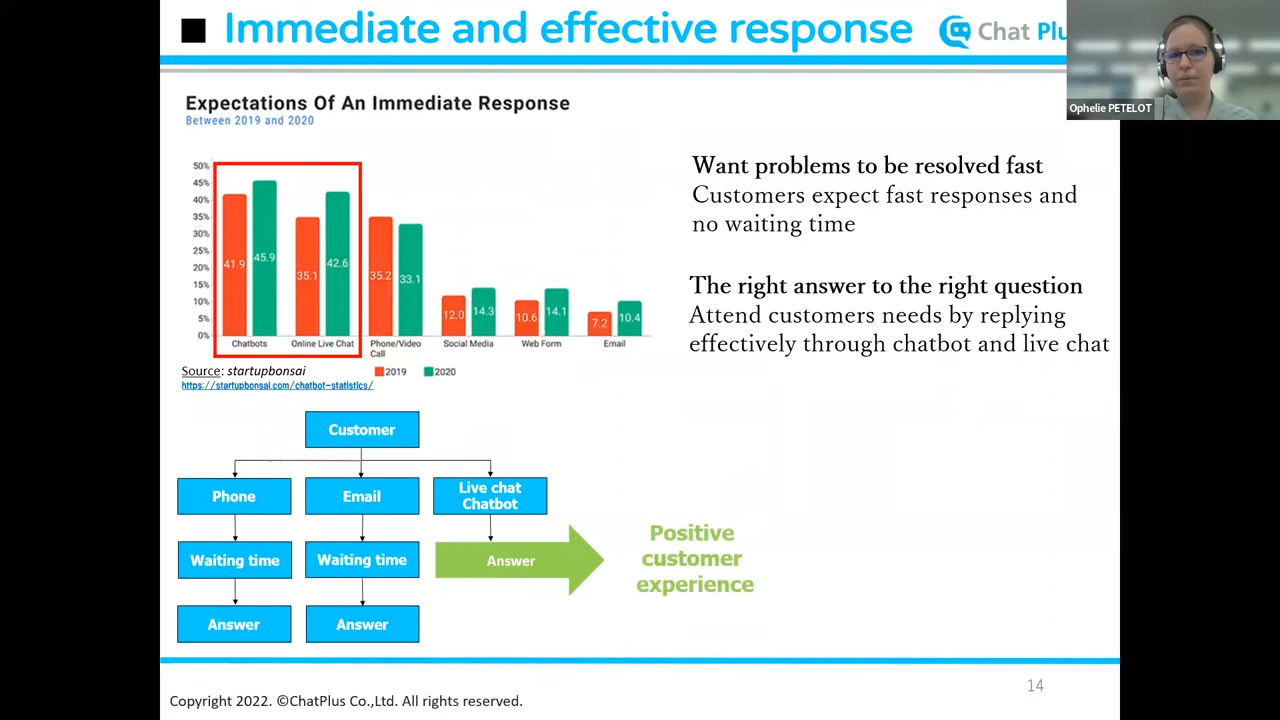 Immediate and effective response
Chat Plu
Ophelie PETELOT
Expectations Of An Immediate Response
Between 2019 and 2020
50%
45%
40%
35%
30%
25%
20%
15%
10%
5%
0%
41.9
45.9
35.1
42.6
35.2
33.1
12.0
14.3
10.6
14.1
7.2
10.4
Chatbots
Online Live Chat
Phone/Video
Call
Social Media
Web Form
Email
2019
2020
Source: startupbonsai
https://startupbonsai.com/chatbot-statistics/
Want problems to be resolved fast
Customers expect fast responses and
no waiting time
The right answer to the right question
Attend customers needs by replying
effectively through chatbot and live chat
Customer
Phone
Email
Live chat
Chatbot
Waiting time
Waiting time
Answer
Answer
Answer
Positive
customer
experience
14
Copyright 2022. ©ChatPlus Co.,Ltd. All rights reserved.